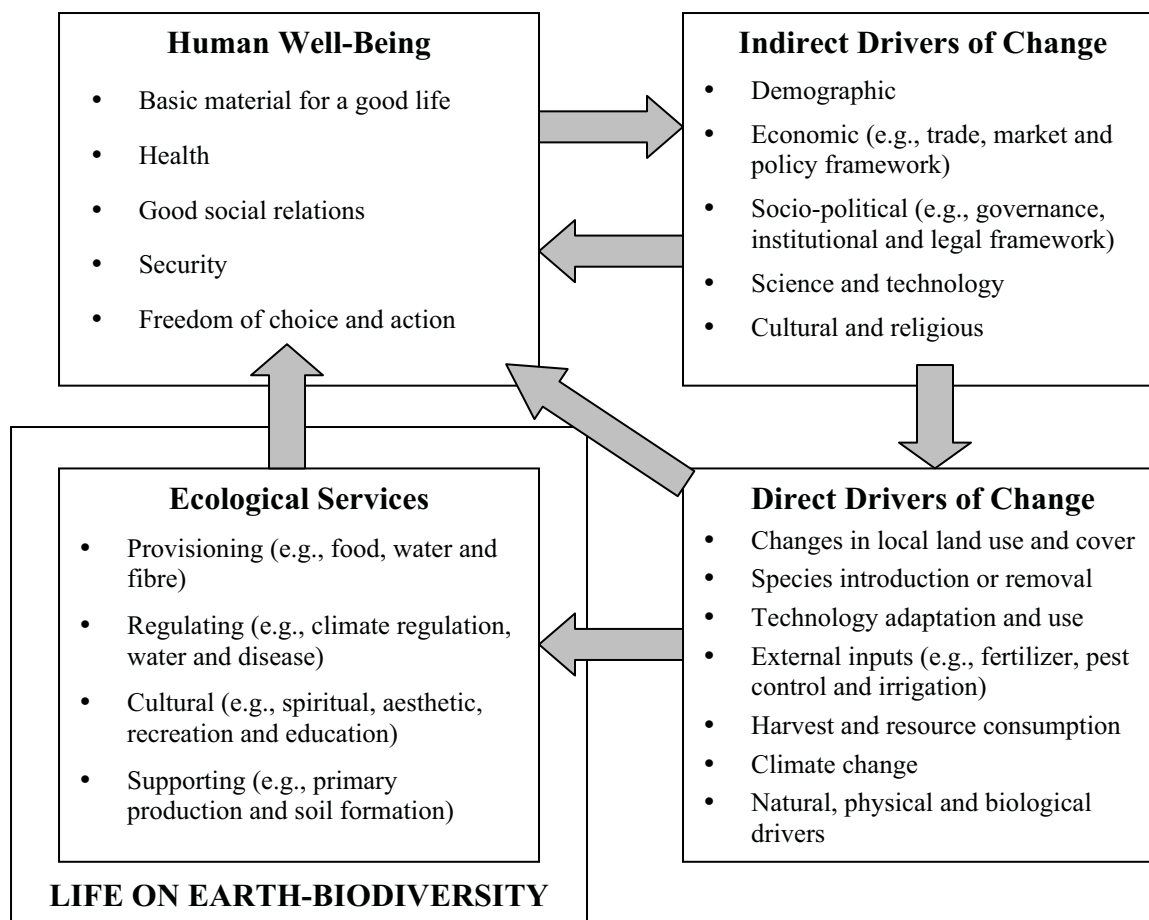 Human Well-Being
• Basic material for a good life
• Health
• Good social relations
• Security
• Freedom of choice and action
Indirect Drivers of Change
• Demographic
• Economic (e.g., trade, market and
policy framework)
• Socio-political (e.g., governance,
institutional and legal framework)
• Science and technology
• Cultural and religious
Ecological Services
• Provisioning (e.g., food, water and
fibre)
• Regulating (e.g., climate regulation,
water and disease)
• Cultural (e.g., spiritual, aesthetic,
recreation and education)
• Supporting (e.g., primary
production and soil formation)
LIFE ON EARTH-BIODIVERSITY
Direct Drivers of Change
• Changes in local land use and cover
• Species introduction or removal
• Technology adaptation and use
• External inputs (e.g., fertilizer, pest
control and irrigation)
• Harvest and resource consumption
• Climate change
• Natural, physical and biological
drivers